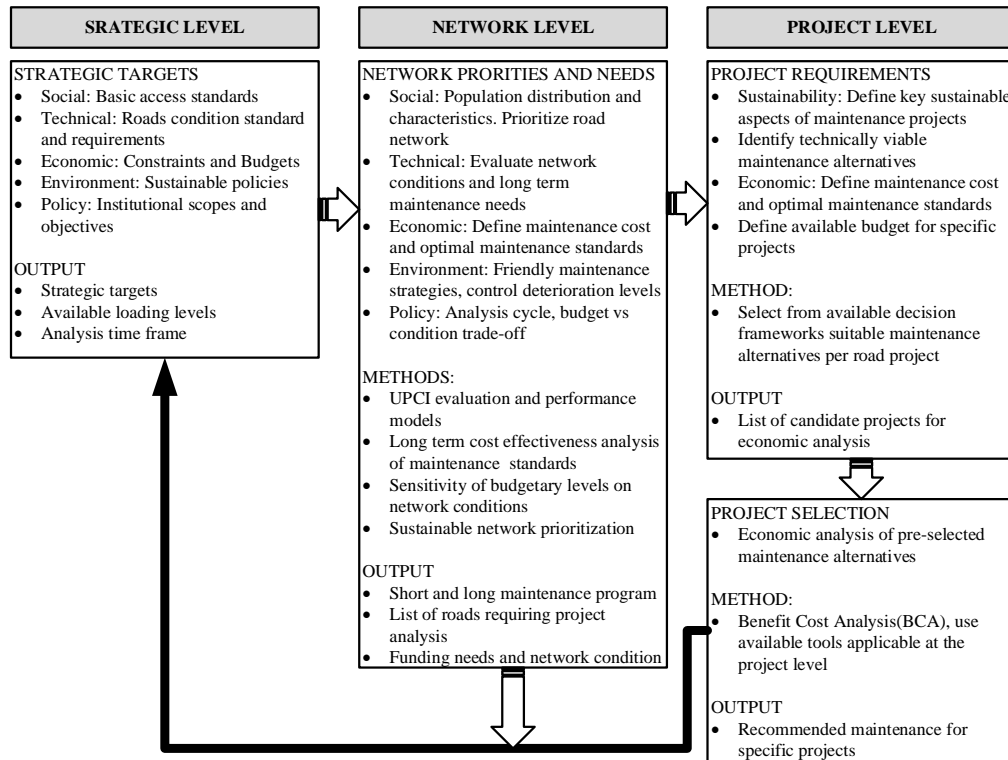 SRATEGIC LEVEL
STRATEGIC TARGETS
• Social: Basic access standards
• Technical: Roads condition standard
and requirements
• Economic: Constraints and Budgets
• Environment: Sustainable policies
• Policy: Institutional scopes and
objectives
OUTPUT
• Strategic targets
• Available loading levels
• Analysis time frame
NETWORK LEVEL
NETWORK PRORITIES AND NEEDS
• Social: Population distribution and
characteristics. Prioritize road
network
• Technical: Evaluate network
conditions and long term
maintenance needs
• Economic: Define maintenance cost
and optimal maintenance standards
• Environment: Friendly maintenance
strategies, control deterioration levels
• Policy: Analysis cycle, budget vs
condition trade-off
METHODS:
• UPCI evaluation and performance
models
• Long term cost effectiveness analysis
of maintenance standards
• Sensitivity of budgetary levels on
network conditions
• Sustainable network prioritization
OUTPUT
• Short and long maintenance program
• List of roads requiring project
analysis
• Funding needs and network condition
PROJECT LEVEL
PROJECT REQUIREMENTS
• Sustainability: Define key sustainable
aspects of maintenance projects
• Identify technically viable
maintenance alternatives
• Economic: Define maintenance cost
and optimal maintenance standards
• Define available budget for specific
projects
METHOD:
• Select from available decision
frameworks suitable maintenance
alternatives per road project
OUTPUT
• List of candidate projects for
economic analysis
PROJECT SELECTION
• Economic analysis of pre-selected
maintenance alternatives
METHOD:
• Benefit Cost Analysis(BCA), use
available tools applicable at the
project level
OUTPUT
• Recommended maintenance for
specific projects